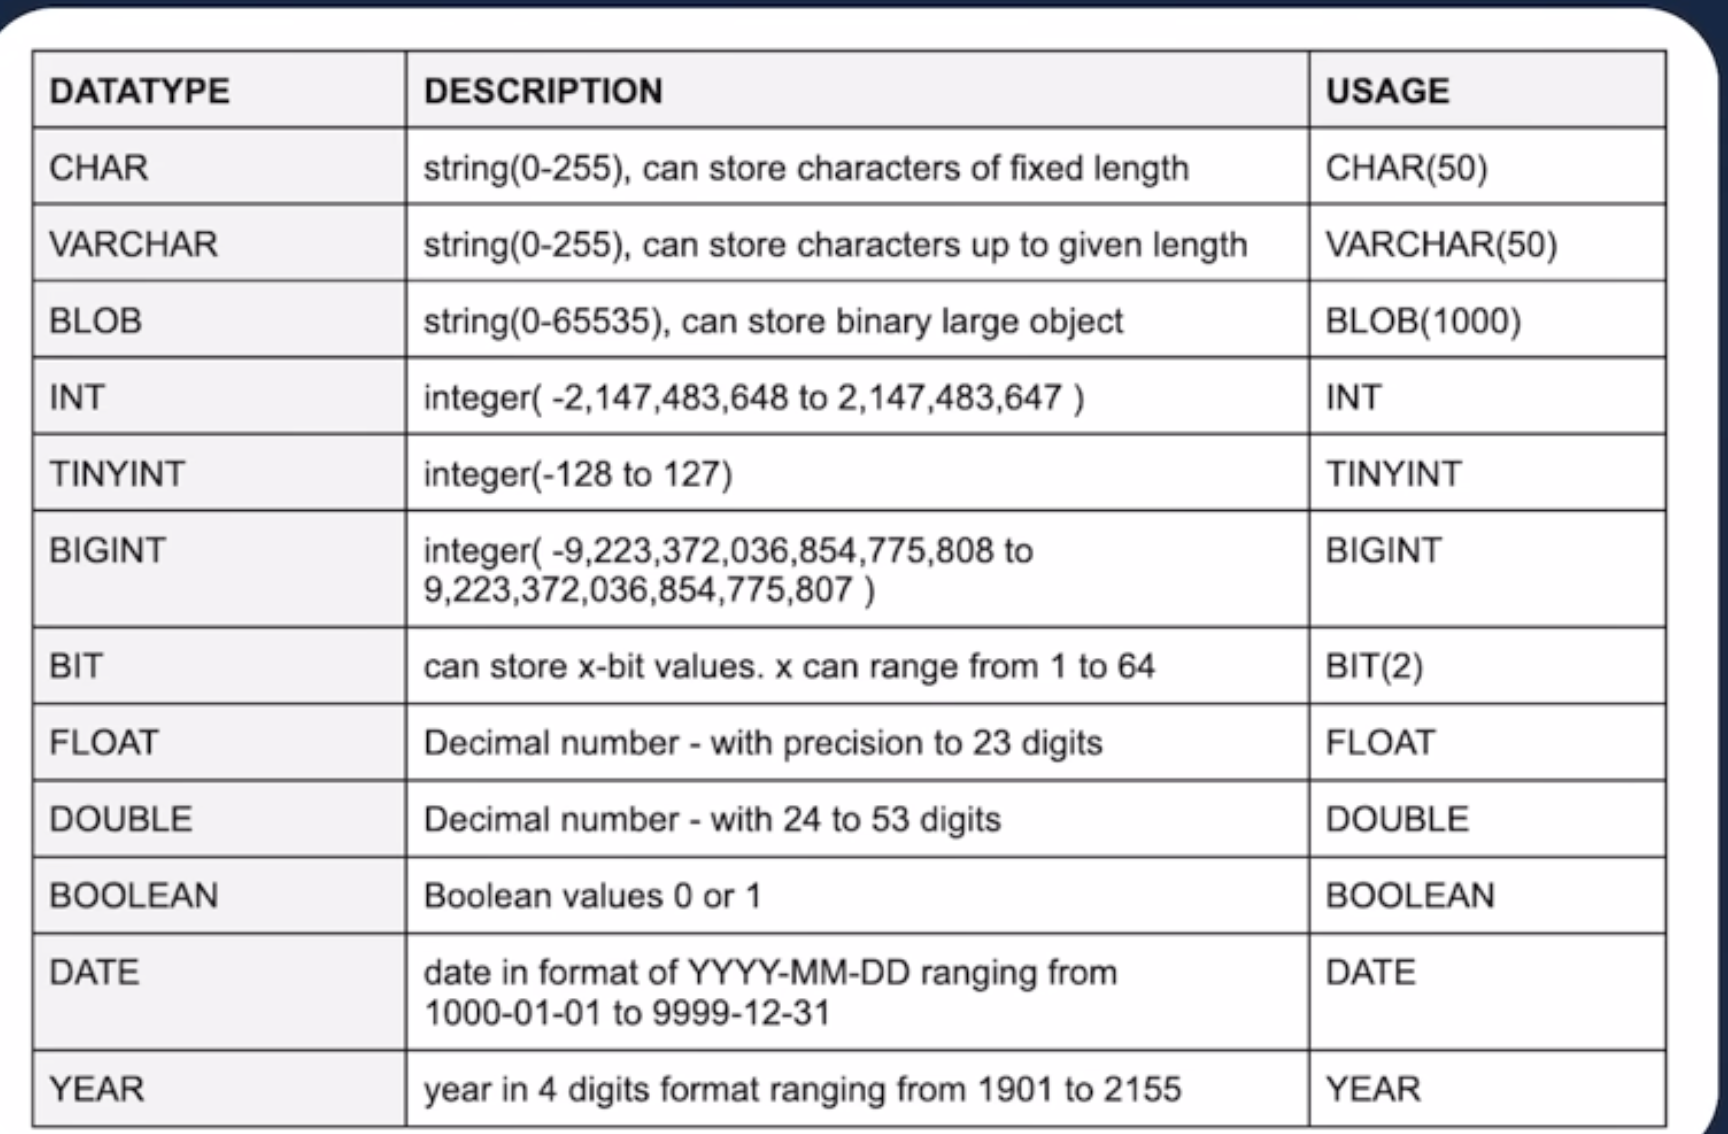 DATATYPE DESCRIPTION USAGE
CHAR string(0-255), can store characters of fixed length CHAR(50)
VARCHAR string(0-255), can store characters up to given length VARCHAR(50)
BLOB string(0-65535), can store binary large object BLOB(1000)
INT integer( -2,147,483,648 to 2,147,483,647 ) INT
TINYINT integer(-128 to 127) TINYINT
BIGINT integer( -9,223,372,036,854,775,808 to BIGINT
9,223,372,036,854,775,807 )
BIT can store x-bit values. x can range from 1 to 64 BIT(2)
FLOAT Decimal number - with precision to 23 digits FLOAT
DOUBLE Decimal number - with 24 to 53 digits DOUBLE
BOOLEAN Boolean values 0 or 1 BOOLEAN
DATE date in format of YYYY-MM-DD ranging from DATE
1000-01-01 to 9999-12-31
YEAR year in 4 digits format ranging from 1901 to 2155 YEAR